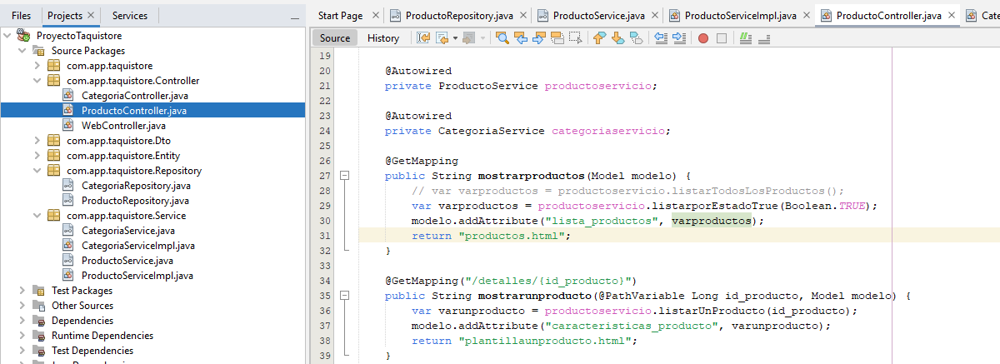 Files
Projects
Services
ProyectoTaquistore
Source Packages
com.app.taquistore
com.app.taquistore.Controller
CategoriaController.java
ProductoController.java
WebController.java
com.app.taquistore.Dto
com.app.taquistore.Entity
com.app.taquistore.Repository
CategoriaRepository.java
ProductoRepository.java
com.app.taquistore.Service
CategoriaService.java
CategoriaServiceImpl.java
ProductoService.java
ProductoServiceImpl.java
Test Packages
Other Sources
Dependencies
Runtime Dependencies
Test Dependencies
Start Page
ProductoRepository.java
ProductoService.java
ProductoServiceImpl.java
ProductoController.java
Cate
Source
History
19
20 @Autowired
21 private ProductoService productoservicio;
22
23 @Autowired
24 private CategoriaService categoriaservicio;
25
26 @GetMapping
27 public String mostrarproductos(Model modelo) {
28 // var varproductos = productoservicio.listarTodosLosProductos();
29 var varproductos = productoservicio.listarporEstadoTrue(Boolean.TRUE);
30 modelo.addAttribute("lista_productos", varproductos);
31 return "productos.html";
32 }
33
34 @GetMapping("/detalles/{id_producto}")
35 public String mostrarunproducto(@PathVariable Long id_producto, Model modelo) {
36 var varunproducto = productoservicio.listarUnProducto(id_producto);
37 modelo.addAttribute("caracteristicas_producto", varunproducto);
38 return "plantillaunproducto.html";
39 }